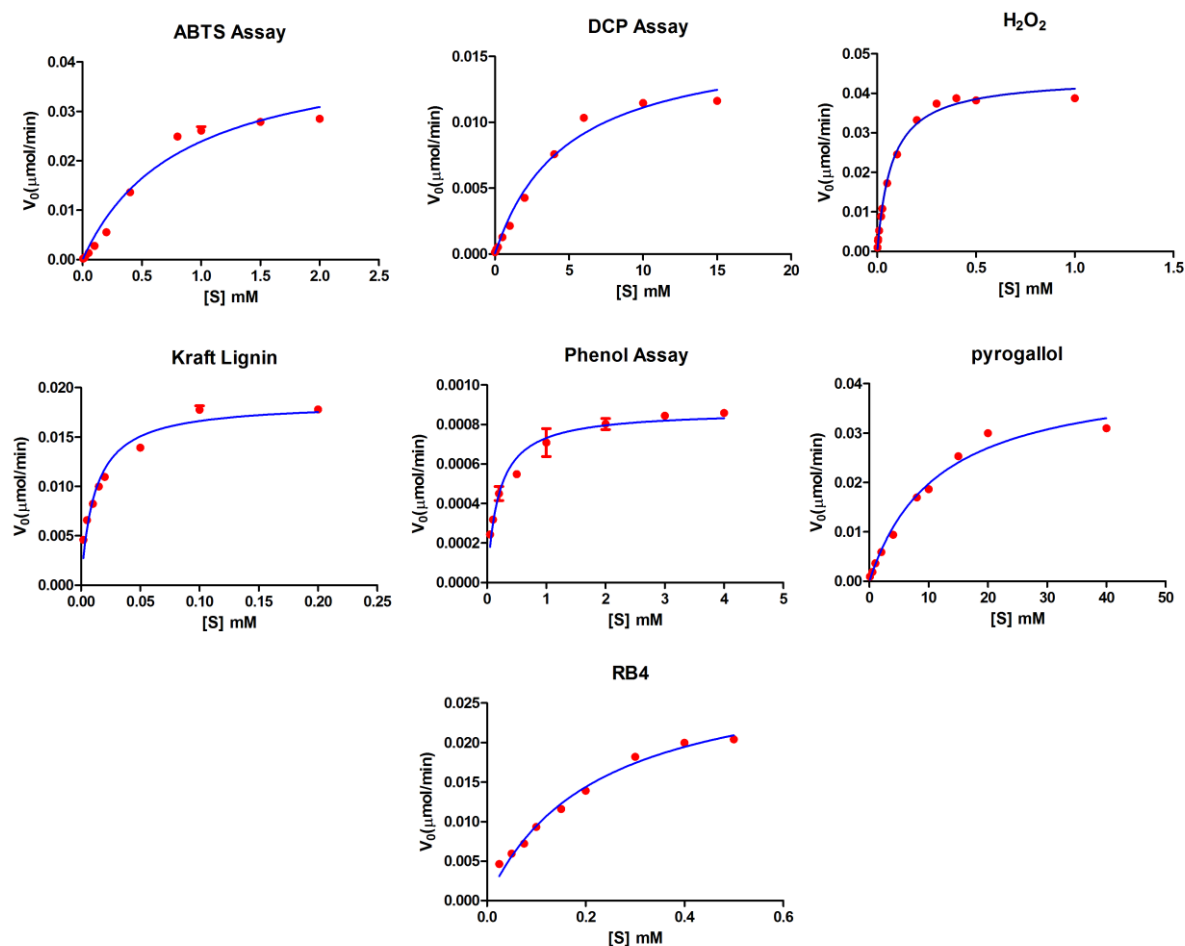 ABTS Assay
0.04
0.03
0.02
0.01
0.00
V₀(μmol/min)
0.0 0.5 1.0 1.5 2.0 2.5
[S] mM
DCP Assay
0.015
0.010
0.005
0.000
V₀(μmol/min)
0 5 10 15 20
[S] mM
H₂O₂
0.05
0.04
0.03
0.02
0.01
0.00
V₀(μmol/min)
0.0 0.5 1.0 1.5
[S] mM
Kraft Lignin
0.020
0.015
0.010
0.005
0.000
V₀(μmol/min)
0.00 0.05 0.10 0.15 0.20 0.25
[S] mM
Phenol Assay
0.0010
0.0008
0.0006
0.0004
0.0002
0.0000
V₀(μmol/min)
0 1 2 3 4 5
[S] mM
pyrogallol
0.04
0.03
0.02
0.01
0.00
V₀(μmol/min)
0 10 20 30 40 50
[S] mM
RB4
0.025
0.020
0.015
0.010
0.005
0.000
V₀(μmol/min)
0.0 0.2 0.4 0.6
[S] mM